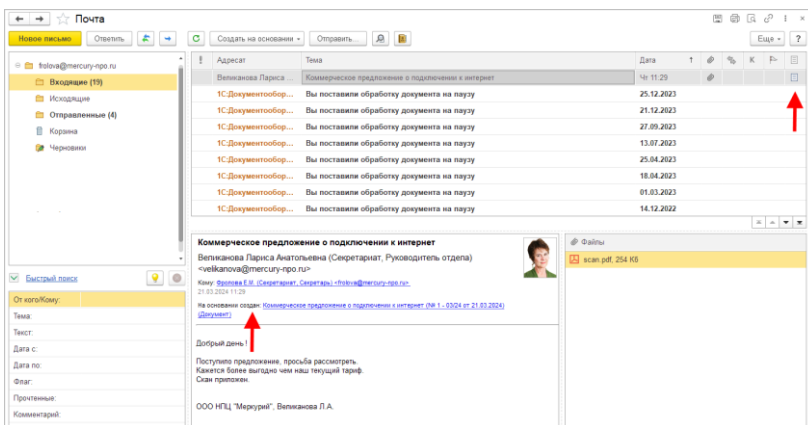 Почта
Новое письмо Ответить Создать на основании Отправить... Еще ?
frolova@mercury-npo.ru
Входящие (19)
Исходящие
Отправленные (4)
Корзина
Черновики
Адресат Тема Дата К
Великанова Лариса ... Коммерческое предложение о подключении к интернет Чт 11:29
1С:Документообор... Вы поставили обработку документа на паузу 25.12.2023
1С:Документообор... Вы поставили обработку документа на паузу 21.12.2023
1С:Документообор... Вы поставили обработку документа на паузу 27.09.2023
1С:Документообор... Вы поставили обработку документа на паузу 13.07.2023
1С:Документообор... Вы поставили обработку документа на паузу 25.04.2023
1С:Документообор... Вы поставили обработку документа на паузу 18.04.2023
1С:Документообор... Вы поставили обработку документа на паузу 01.03.2023
1С:Документообор... Вы поставили обработку документа на паузу 14.12.2022
Быстрый поиск
От кого/Кому:
Тема:
Текст:
Дата с:
Дата по:
Флаг:
Прочтенные:
Комментарий:
Коммерческое предложение о подключении к интернет
Великанова Лариса Анатольевна (Секретариат, Руководитель отдела)
<velikanova@mercury-npo.ru>
Кому: Фролова Е.М. (Секретариат, Секретарь) <frolova@mercury-npo.ru>
21.03.2024 11:29
На основании создан: Коммерческое предложение о подключении к интернет (№ 1 - 03/24 от 21.03.2024)
(Документ)
Добрый день !
Поступило предложение, просьба рассмотреть.
Кажется более выгодно чем наш текущий тариф.
Скан приложен.
ООО НПЦ "Меркурий", Великанова Л.А.
Файлы
scan.pdf, 254 Кб